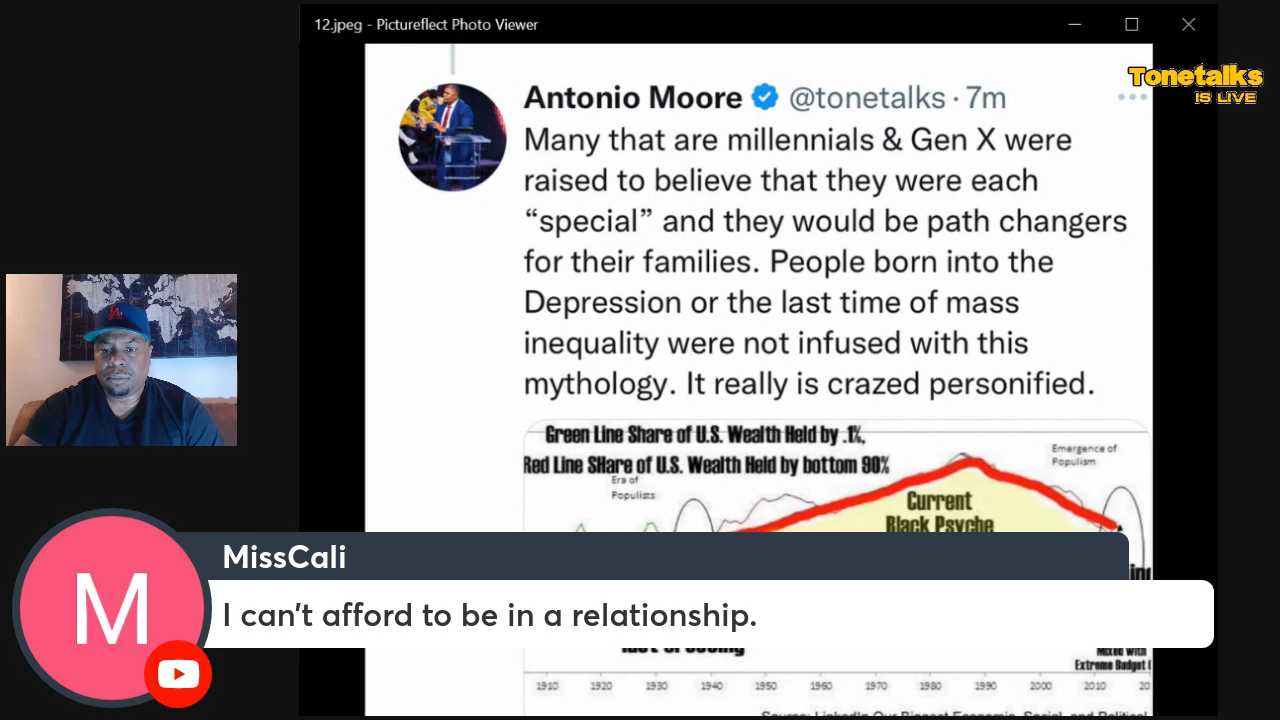 12.jpeg - Pictureflect Photo Viewer
Tonetalks
IS LIVE
Antonio Moore @tonetalks · 7m
Many that are millennials & Gen X were
raised to believe that they were each
“special” and they would be path changers
for their families. People born into the
Depression or the last time of mass
inequality were not infused with this
mythology. It really is crazed personified.
Green Line Share of U.S. Wealth Held by .1%,
Red Line SHare of U.S. Wealth Held by bottom 90%
Era of
Populists
Emergence of
Populism
Current
Black Psyche
MissCali
M
I can’t afford to be in a relationship.
Mixed with
Extreme Budget
1910 1920 1930 1940 1950 1960 1970 1980 1990 2000 2010 20